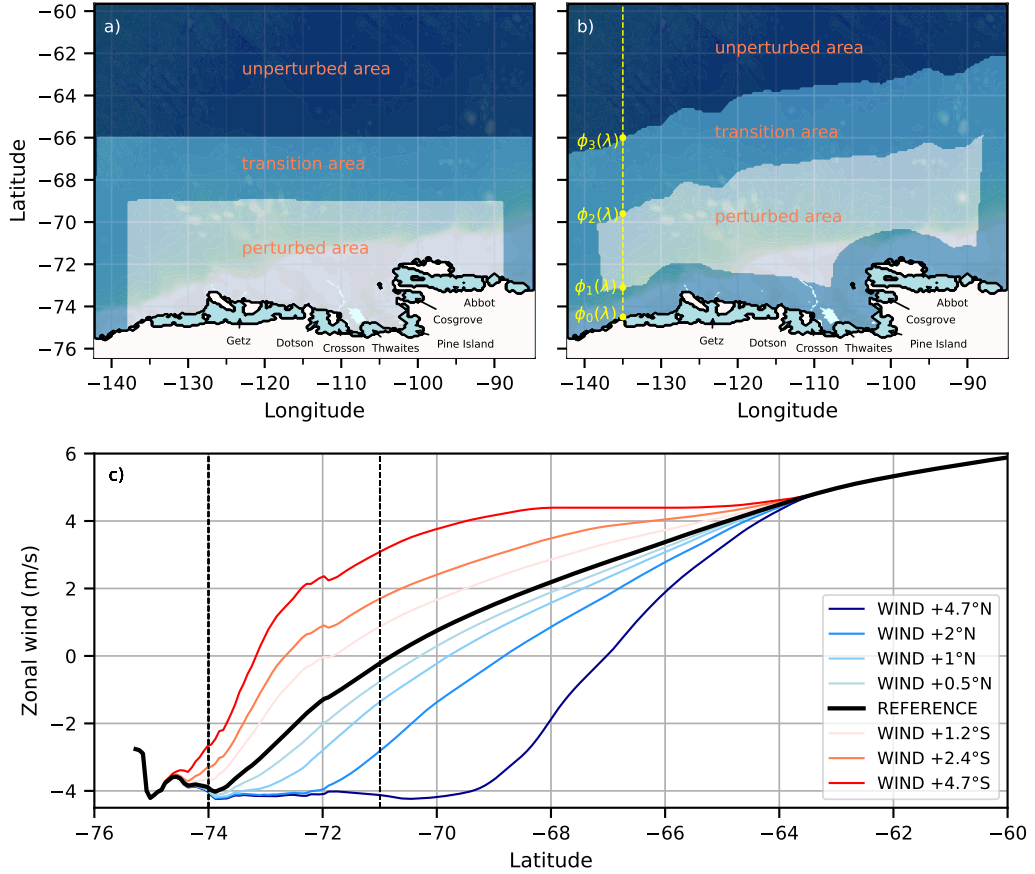 a)
unperturbed area
transition area
perturbed area
Abbot
Cosgrove
Getz
Dotson
Crosson
Thwaites
Pine Island
−60
−62
−64
−66
−68
−70
−72
−74
−76
Latitude
−140
−130
−120
−110
−100
−90
Longitude
b)
unperturbed area
transition area
perturbed area
ϕ₃(λ)
ϕ₂(λ)
ϕ₁(λ)
ϕ₀(λ)
Abbot
Cosgrove
Getz
Dotson
Crosson
Thwaites
Pine Island
−140
−130
−120
−110
−100
−90
Longitude
c)
6
4
2
0
−2
−4
Zonal wind (m/s)
WIND +4.7°N
WIND +2°N
WIND +1°N
WIND +0.5°N
REFERENCE
WIND +1.2°S
WIND +2.4°S
WIND +4.7°S
−76
−74
−72
−70
−68
−66
−64
−62
−60
Latitude